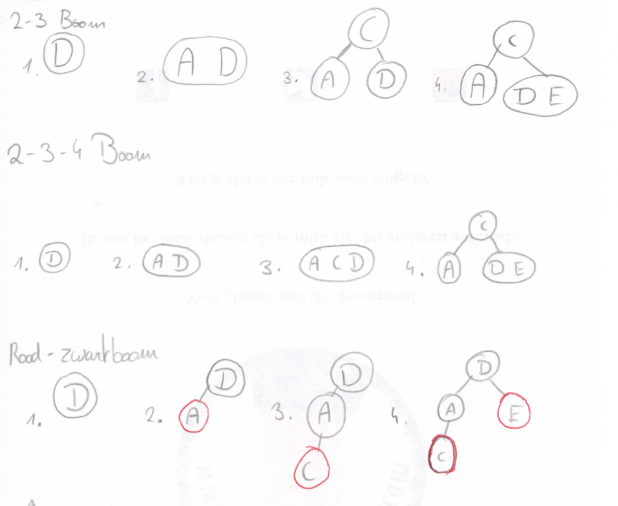 2-3 Boom
1. D
2. A D
3. C
A D
4. C
A D E
2-3-4 Boom
1. D
2. A D
3. A C D
4. C
A D E
Rood-zwartboom
1. D
2. D
A
3. D
A
C
4. D
A E
C